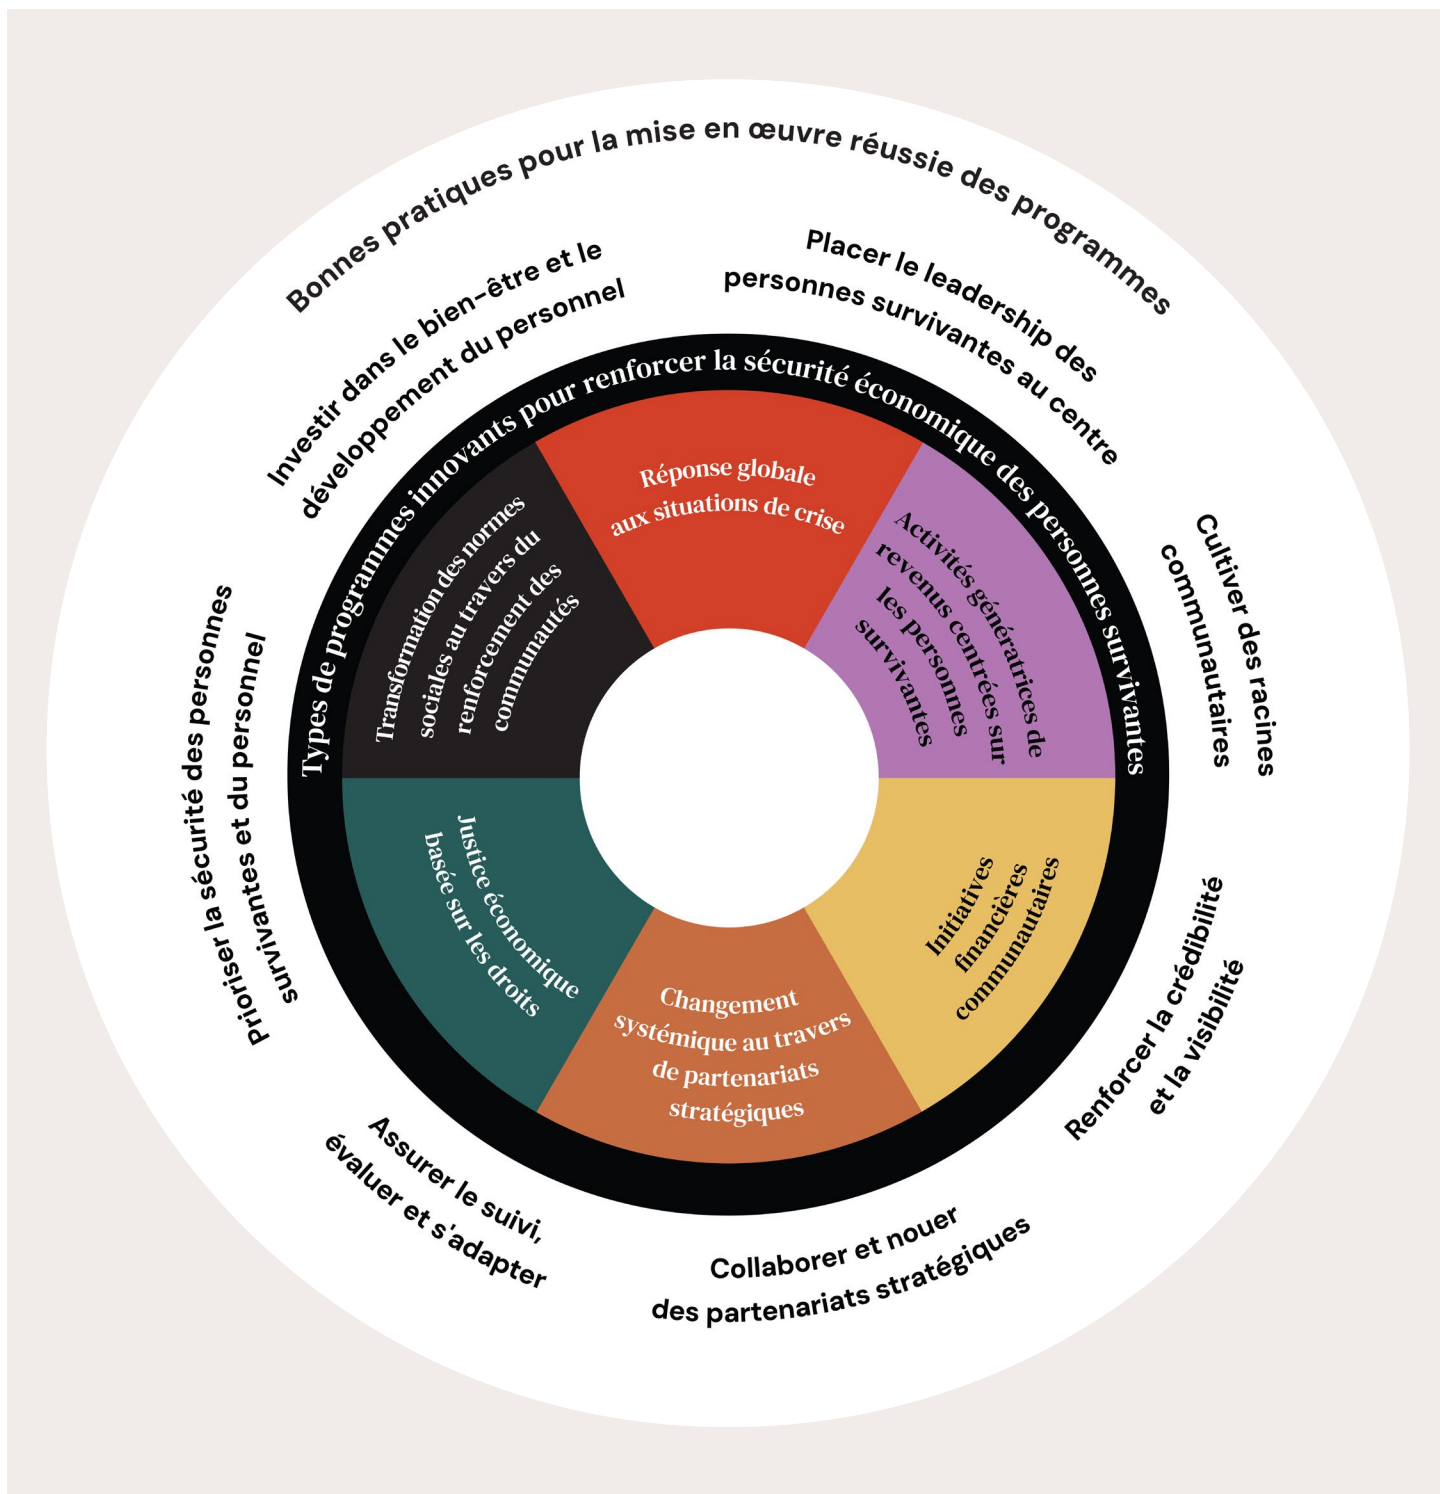 Bonnes pratiques pour la mise en œuvre réussie des programmes
Placer le leadership des
personnes survivantes au centre
Cultiver des racines
communautaires
Renforcer la crédibilité
et la visibilité
Collaborer et nouer
des partenariats stratégiques
Assurer le suivi,
évaluer et s'adapter
Prioriser la sécurité des personnes
survivantes et du personnel
Investir dans le bien-être et le
développement du personnel
Types de programmes innovants pour renforcer la sécurité économique des personnes survivantes
Réponse globale
aux situations de crise
Activités génératrices de
revenus centrées sur
les personnes
survivantes
Initiatives
financières
communautaires
Changement
systémique au travers
de partenariats
stratégiques
Justice économique
basée sur les droits
Transformation des normes
sociales au travers du
renforcement des
communautés